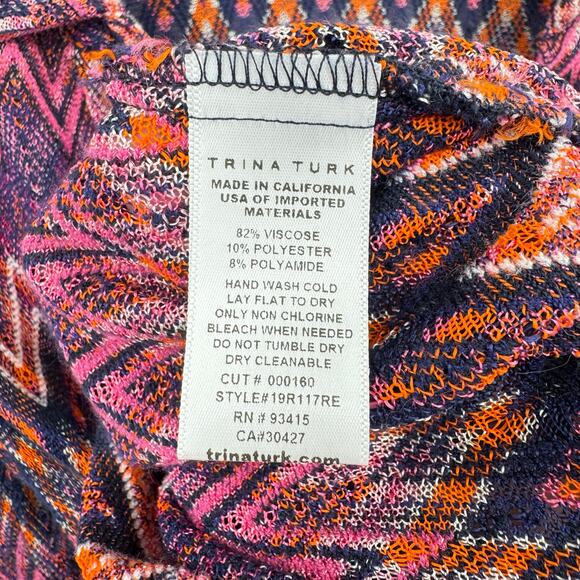 TRINA TURK
MADE IN CALIFORNIA
USA OF IMPORTED
MATERIALS
82% VISCOSE
10% POLYESTER
8% POLYAMIDE
HAND WASH COLD
LAY FLAT TO DRY
ONLY NON CHLORINE
BLEACH WHEN NEEDED
DO NOT TUMBLE DRY
DRY CLEANABLE
CUT # 000160
STYLE#19R117RE
RN # 93415
CA#30427
trinaturk.com